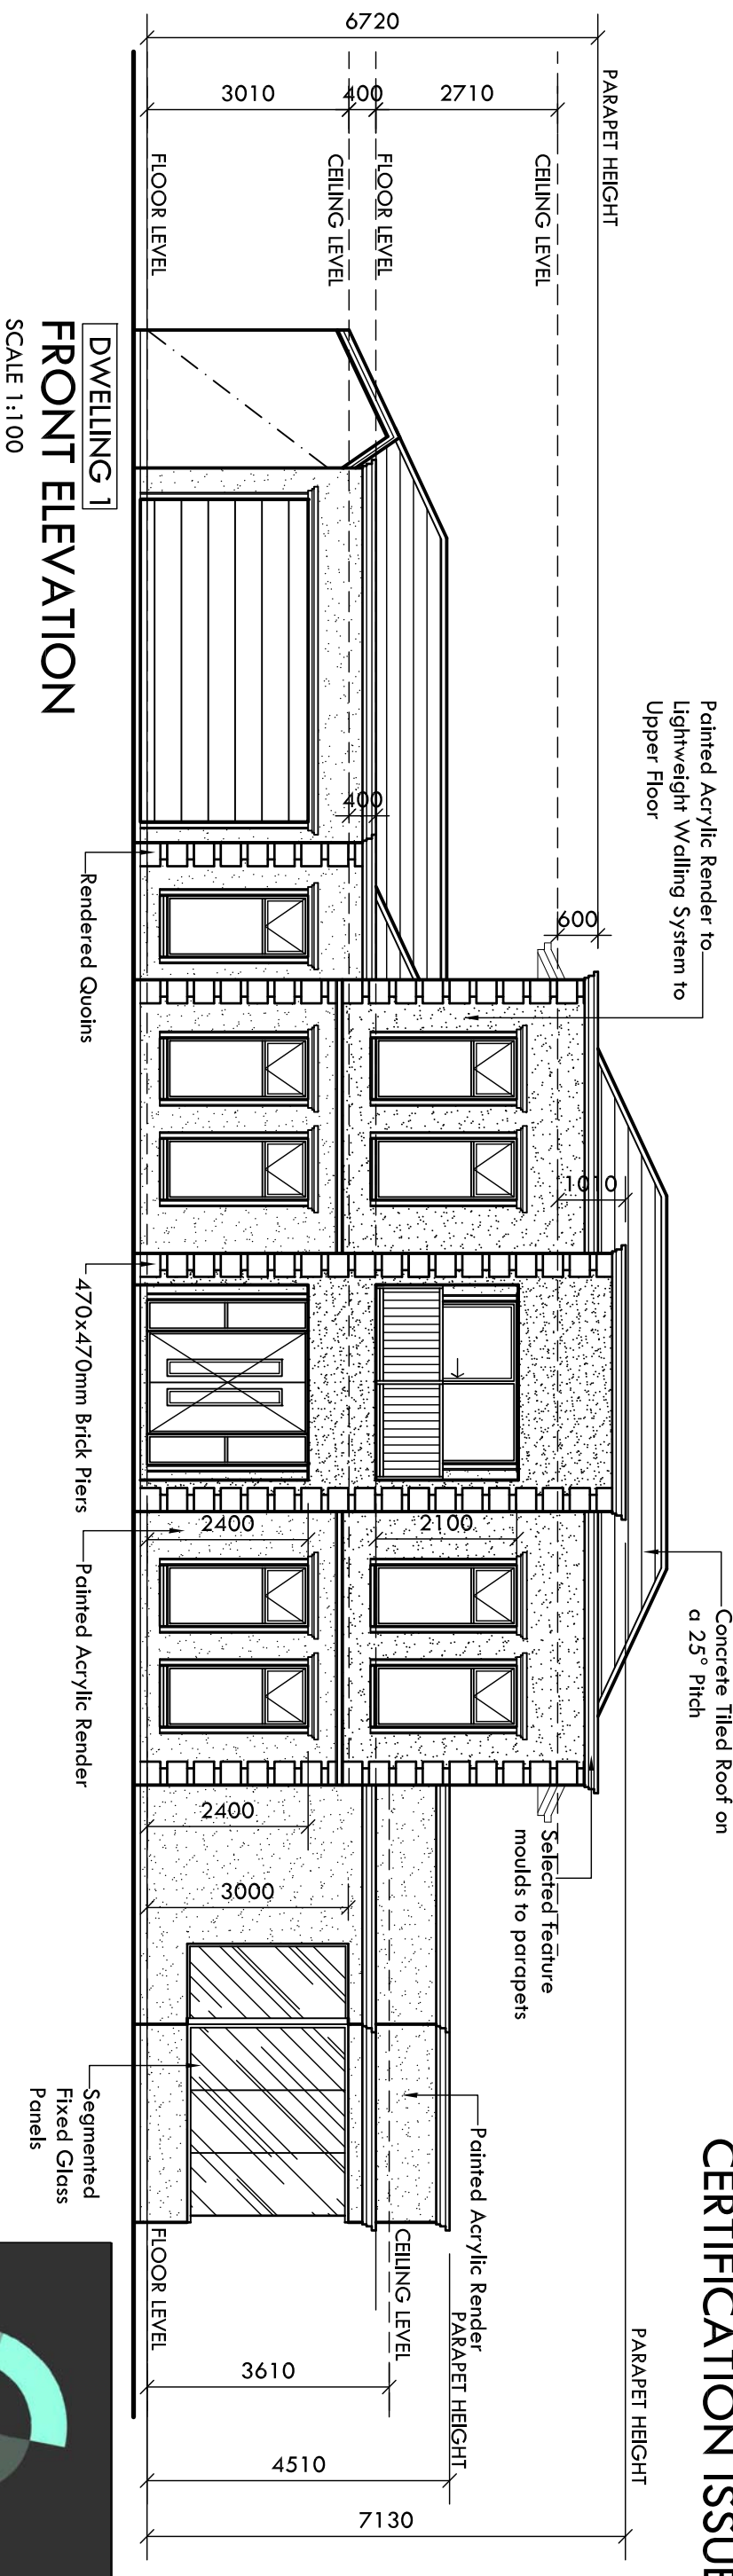 CERTIFICATION ISSUE
PARAPET HEIGHT
CEILING LEVEL
FLOOR LEVEL
CEILING LEVEL
FLOOR LEVEL
6720
2710
400
3010
Painted Acrylic Render to
Lightweight Walling System to
Upper Floor
600
400
1010
Concrete Tiled Roof on
a 25° Pitch
Selected feature
moulds to parapets
2100
2400
2400
3000
Painted Acrylic Render
PARAPET HEIGHT
PARAPET HEIGHT
CEILING LEVEL
FLOOR LEVEL
3610
4510
7130
Rendered Quoins
470x470mm Brick Piers
Painted Acrylic Render
Segmented
Fixed Glass
Panels
DWELLING 1
FRONT ELEVATION
SCALE 1:100